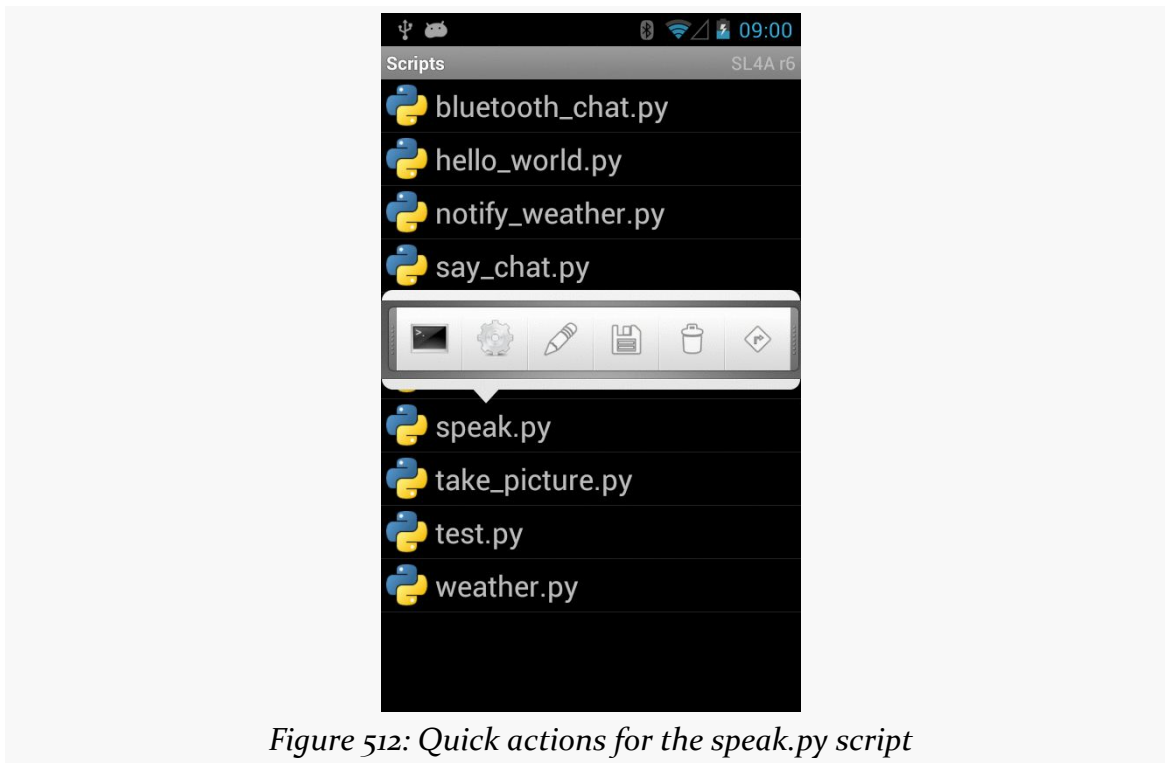 09:00
Scripts SL4A r6
bluetooth_chat.py
hello_world.py
notify_weather.py
say_chat.py
>_
speak.py
take_picture.py
test.py
weather.py
Figure 512: Quick actions for the speak.py script